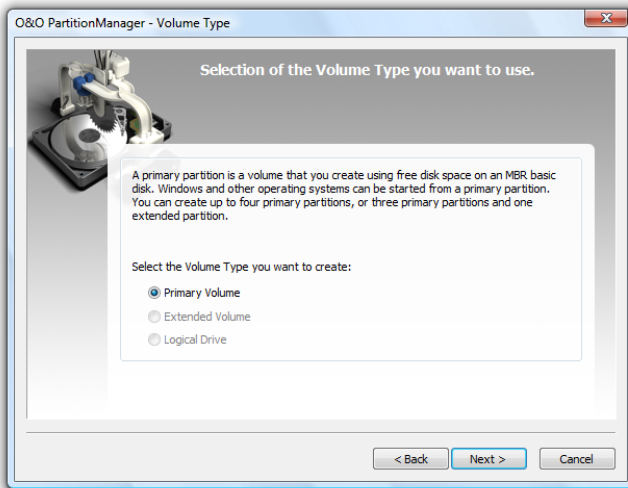 O&O PartitionManager - Volume Type
Selection of the Volume Type you want to use.
A primary partition is a volume that you create using free disk space on an MBR basic
disk. Windows and other operating systems can be started from a primary partition.
You can create up to four primary partitions, or three primary partitions and one
extended partition.
Select the Volume Type you want to create:
Primary Volume
Extended Volume
Logical Drive
< Back Next > Cancel